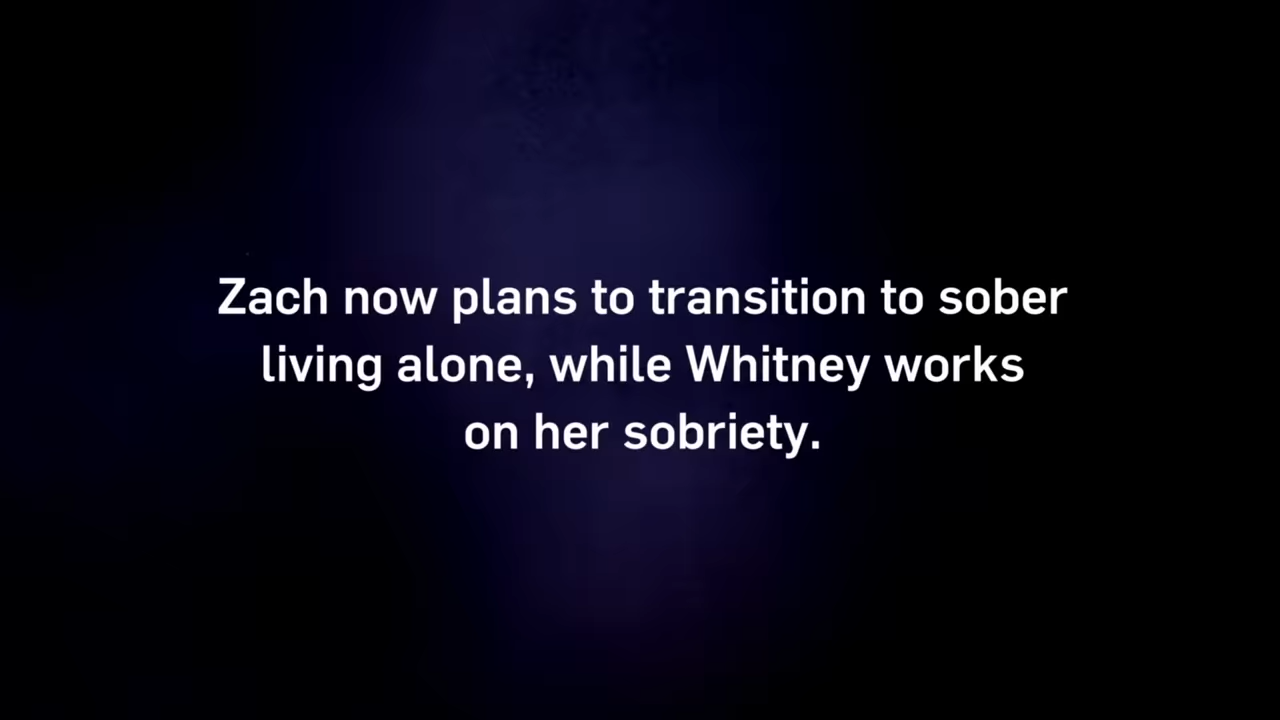 Zach now plans to transition to sober
living alone, while Whitney works
on her sobriety.